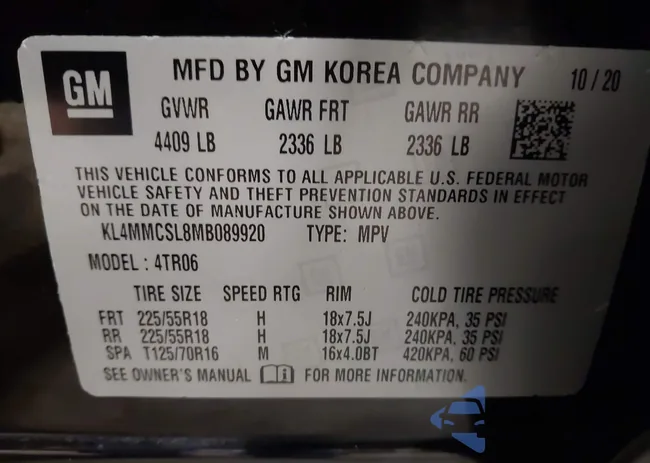 GM
MFD BY GM KOREA COMPANY 10/20
GVWR GAWR FRT GAWR RR
4409 LB 2336 LB 2336 LB
THIS VEHICLE CONFORMS TO ALL APPLICABLE U.S. FEDERAL MOTOR
VEHICLE SAFETY AND THEFT PREVENTION STANDARDS IN EFFECT
ON THE DATE OF MANUFACTURE SHOWN ABOVE.
KL4MMCSL8MB089920 TYPE: MPV
MODEL : 4TR06
TIRE SIZE SPEED RTG RIM COLD TIRE PRESSURE
FRT 225/55R18 H 18x7.5J 240KPA, 35 PSI
RR 225/55R18 H 18x7.5J 240KPA, 35 PSI
SPA T125/70R16 M 16x4.0BT 420KPA, 60 PSI
SEE OWNER'S MANUAL FOR MORE INFORMATION.